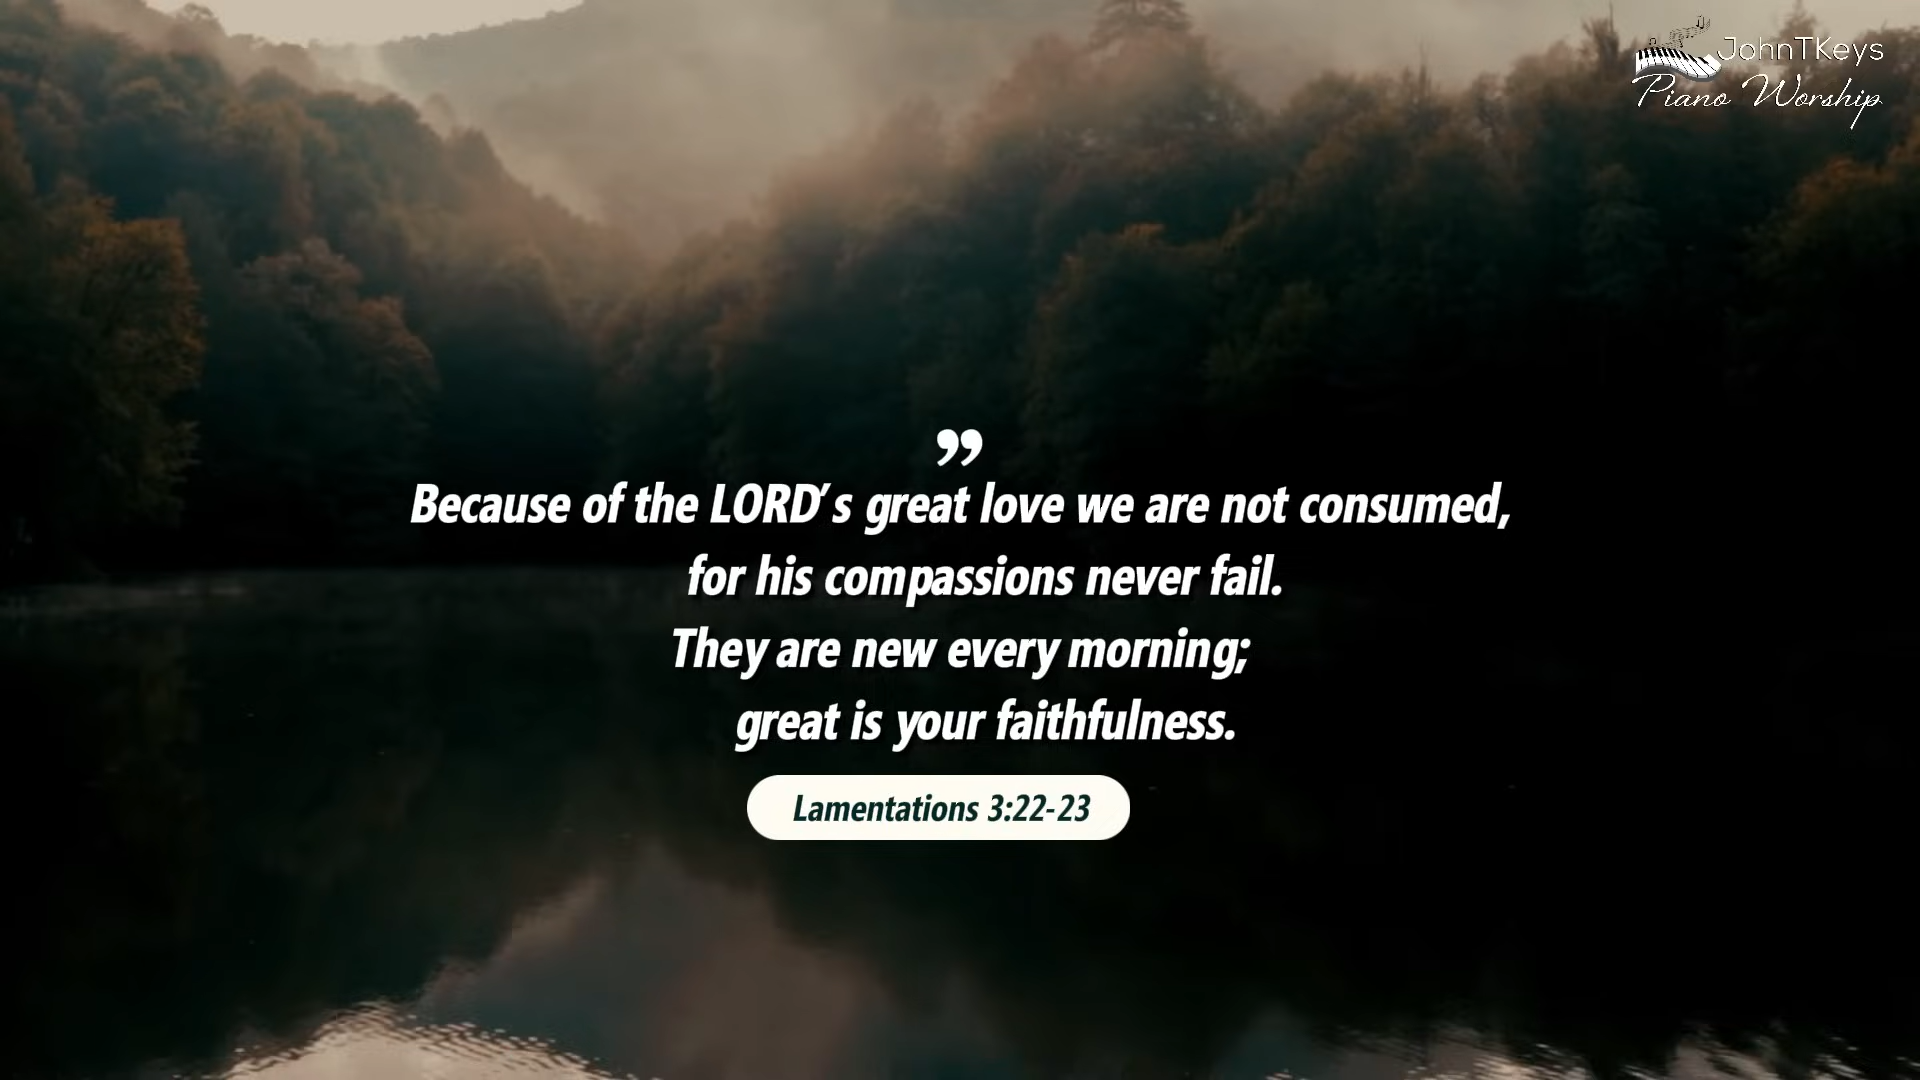 JohnTKeys
Piano Worship
”
Because of the LORD’s great love we are not consumed,
for his compassions never fail.
They are new every morning;
great is your faithfulness.
Lamentations 3:22-23